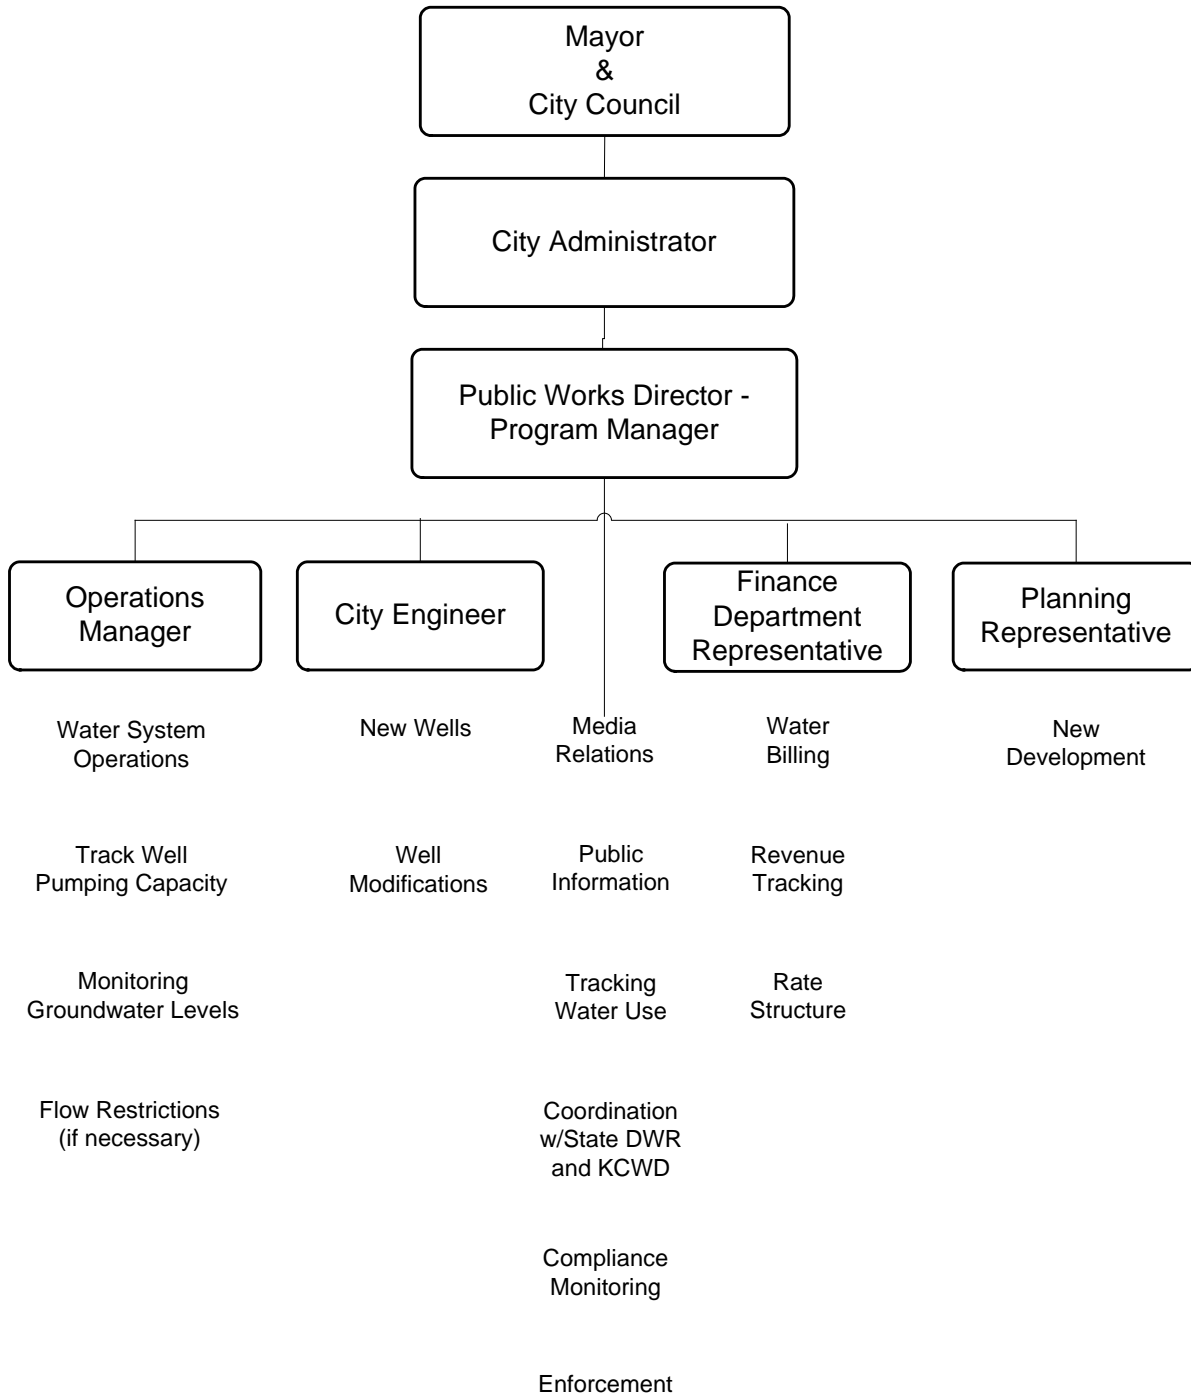 Mayor
&
City Council
City Administrator
Public Works Director -
Program Manager
Operations
Manager
City Engineer
Finance
Department
Representative
Planning
Representative
Water System
Operations
Track Well
Pumping Capacity
Monitoring
Groundwater Levels
Flow Restrictions
(if necessary)
New Wells
Well
Modifications
Media
Relations
Public
Information
Tracking
Water Use
Coordination
w/State DWR
and KCWD
Compliance
Monitoring
Enforcement
Water
Billing
Revenue
Tracking
Rate
Structure
New
Development